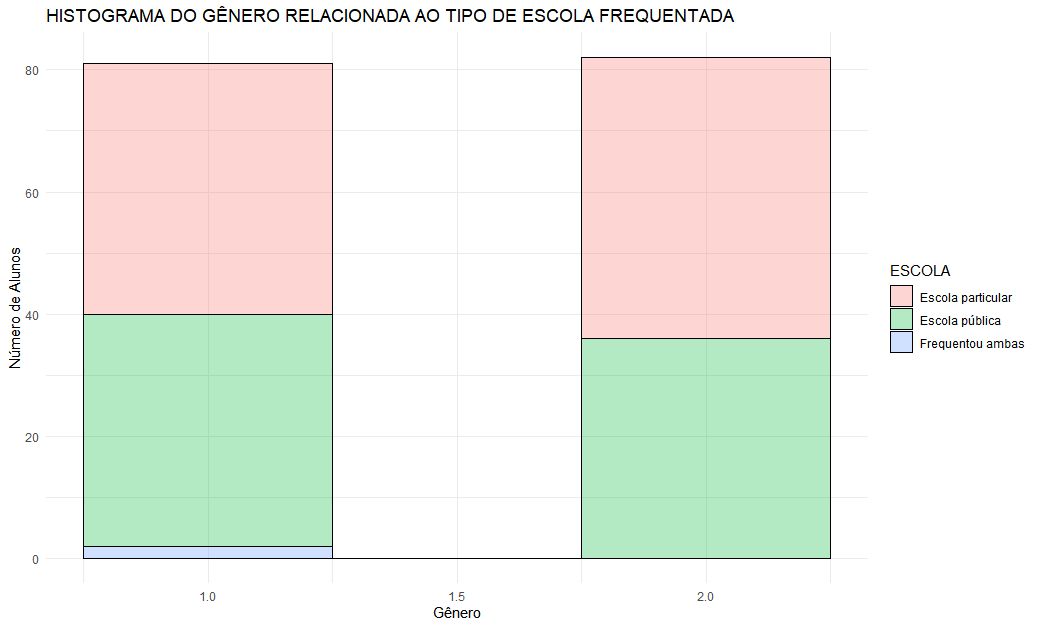 HISTOGRAMA DO GÊNERO RELACIONADA AO TIPO DE ESCOLA FREQUENTADA
80
60
40
20
0
Número de Alunos
1.0
1.5
2.0
Gênero
ESCOLA
Escola particular
Escola pública
Frequentou ambas